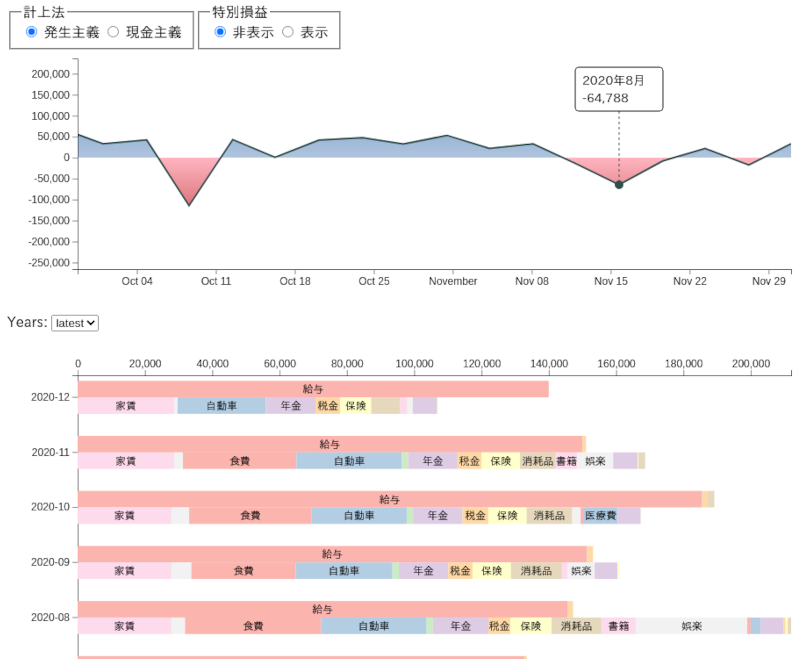 計上法
発生主義 現金主義
特別損益
非表示 表示
200,000
150,000
100,000
50,000
0
-50,000
-100,000
-150,000
-200,000
-250,000
2020年8月
-64,788
Oct 04 Oct 11 Oct 18 Oct 25 November Nov 08 Nov 15 Nov 22 Nov 29
Years: latest
0 20,000 40,000 60,000 80,000 100,000 120,000 140,000 160,000 180,000 200,000
給与
2020-12
家賃 自動車 年金 税金 保険
給与
2020-11
家賃 食費 自動車 年金 税金 保険 消耗品 書籍 娯楽
給与
2020-10
家賃 食費 自動車 年金 税金 保険 消耗品 医療費
給与
2020-09
家賃 食費 自動車 年金 税金 保険 消耗品 娯楽
給与
2020-08
家賃 食費 自動車 年金 税金 保険 消耗品 書籍 娯楽